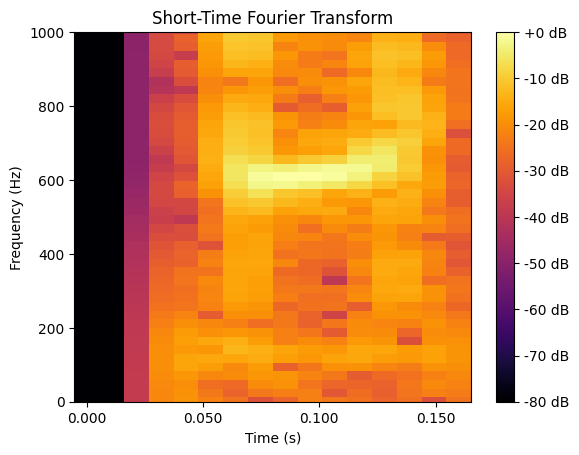 Short-Time Fourier Transform
1000
800
600
400
200
0
Frequency (Hz)
0.000
0.050
0.100
0.150
Time (s)
+0 dB
-10 dB
-20 dB
-30 dB
-40 dB
-50 dB
-60 dB
-70 dB
-80 dB